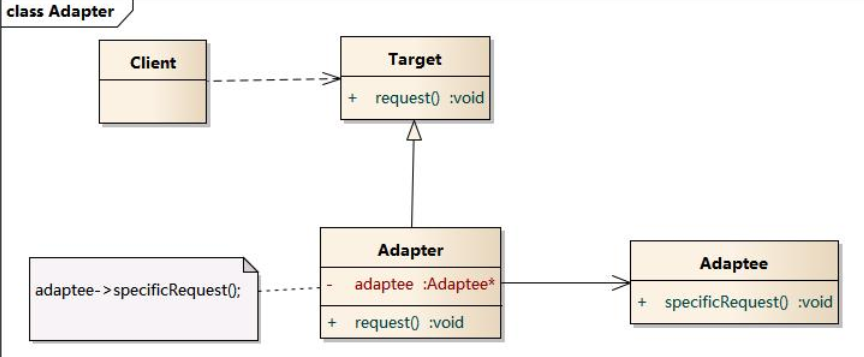 class Adapter
Client
Target
+ request() :void
Adapter
- adaptee :Adaptee*
+ request() :void
adaptee->specificRequest();
Adaptee
+ specificRequest() :void